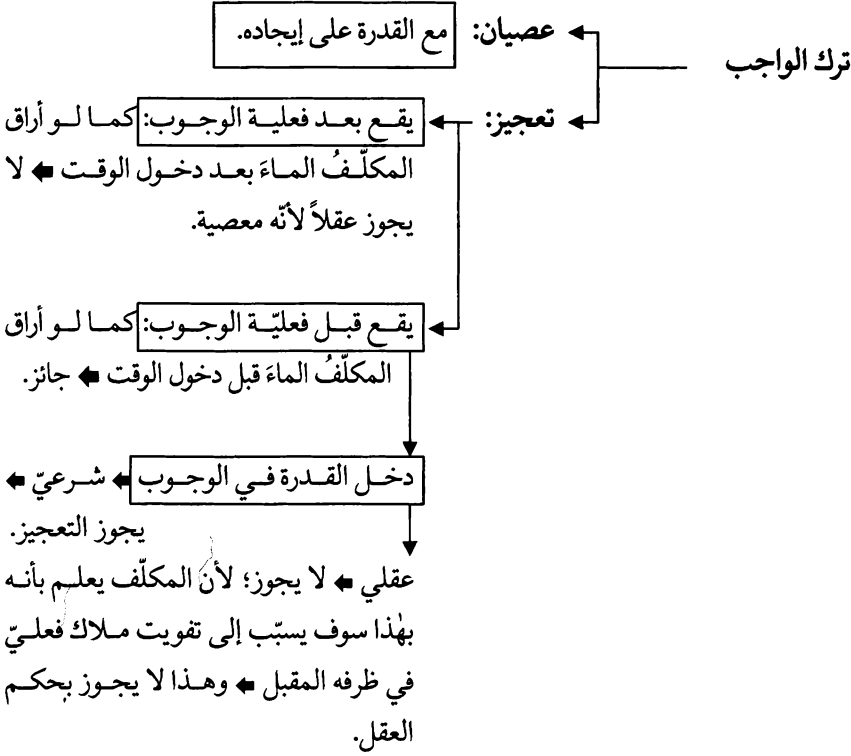 ترك الواجب
عصيان: مع القدرة على إيجاده.
تعجيز: يقع بعد فعلية الوجوب: كما لو أراق
المكلّفُ الماءَ بعد دخول الوقت ⬅ لا
يجوز عقلاً لأنّه معصية.
يقع قبل فعليّة الوجوب: كما لو أراق
المكلّفُ الماءَ قبل دخول الوقت ⬅ جائز.
دخل القدرة في الوجوب ⬅ شرعيّ ⬅
يجوز التعجيز.
عقلي ⬅ لا يجوز؛ لأن المكلّف يعلم بأنه
بهٰذا سوف يسبّب إلى تفويت ملاك فعليّ
في ظرفه المقبل ⬅ وهذا لا يجوز بحكم
العقل.